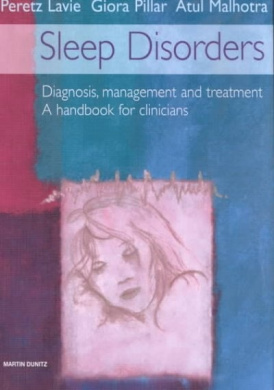 Peretz Lavie Giora Pillar Atul Malhotra
Sleep Disorders
Diagnosis, management and treatment
A handbook for clinicians
MARTIN DUNITZ